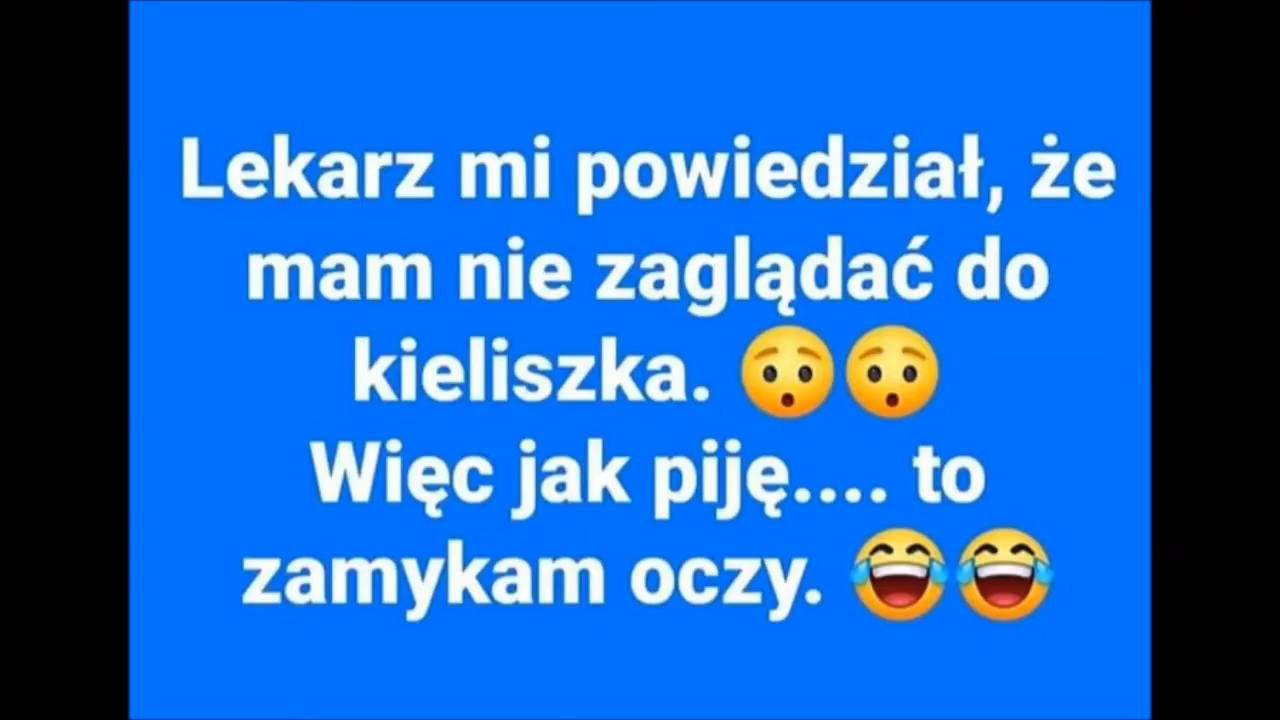 Lekarz mi powiedział, że
mam nie zaglądać do
kieliszka. 😯😯
Więc jak piję.... to
zamykam oczy. 😂😂